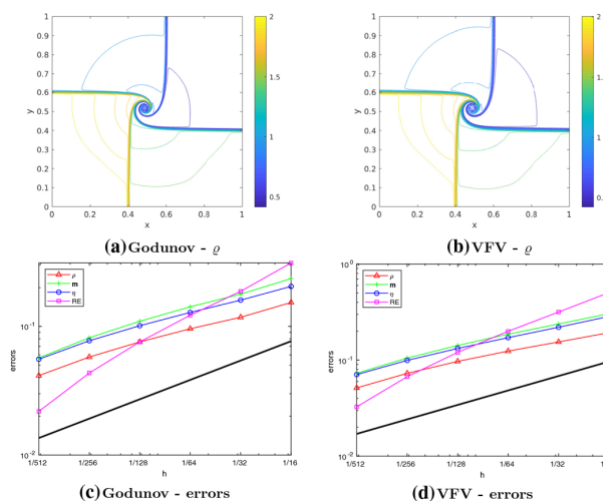 1
0.9
0.8
0.7
0.6
0.5
0.4
0.3
0.2
0.1
0
y
0 0.2 0.4 0.6 0.8 1
x
2
1.5
1
0.5
1
0.9
0.8
0.7
0.6
0.5
0.4
0.3
0.2
0.1
0
y
0 0.2 0.4 0.6 0.8 1
x
2
1.5
1
0.5
(a) Godunov - ϱ
(b) VFV - ϱ
ρ
m
η
RE
10⁻¹
10⁻²
errors
1/512 1/256 1/128 1/64 1/32 1/16
h
ρ
m
η
RE
10⁰
10⁻¹
10⁻²
errors
1/512 1/256 1/128 1/64 1/32
h
(c) Godunov - errors
(d) VFV - errors